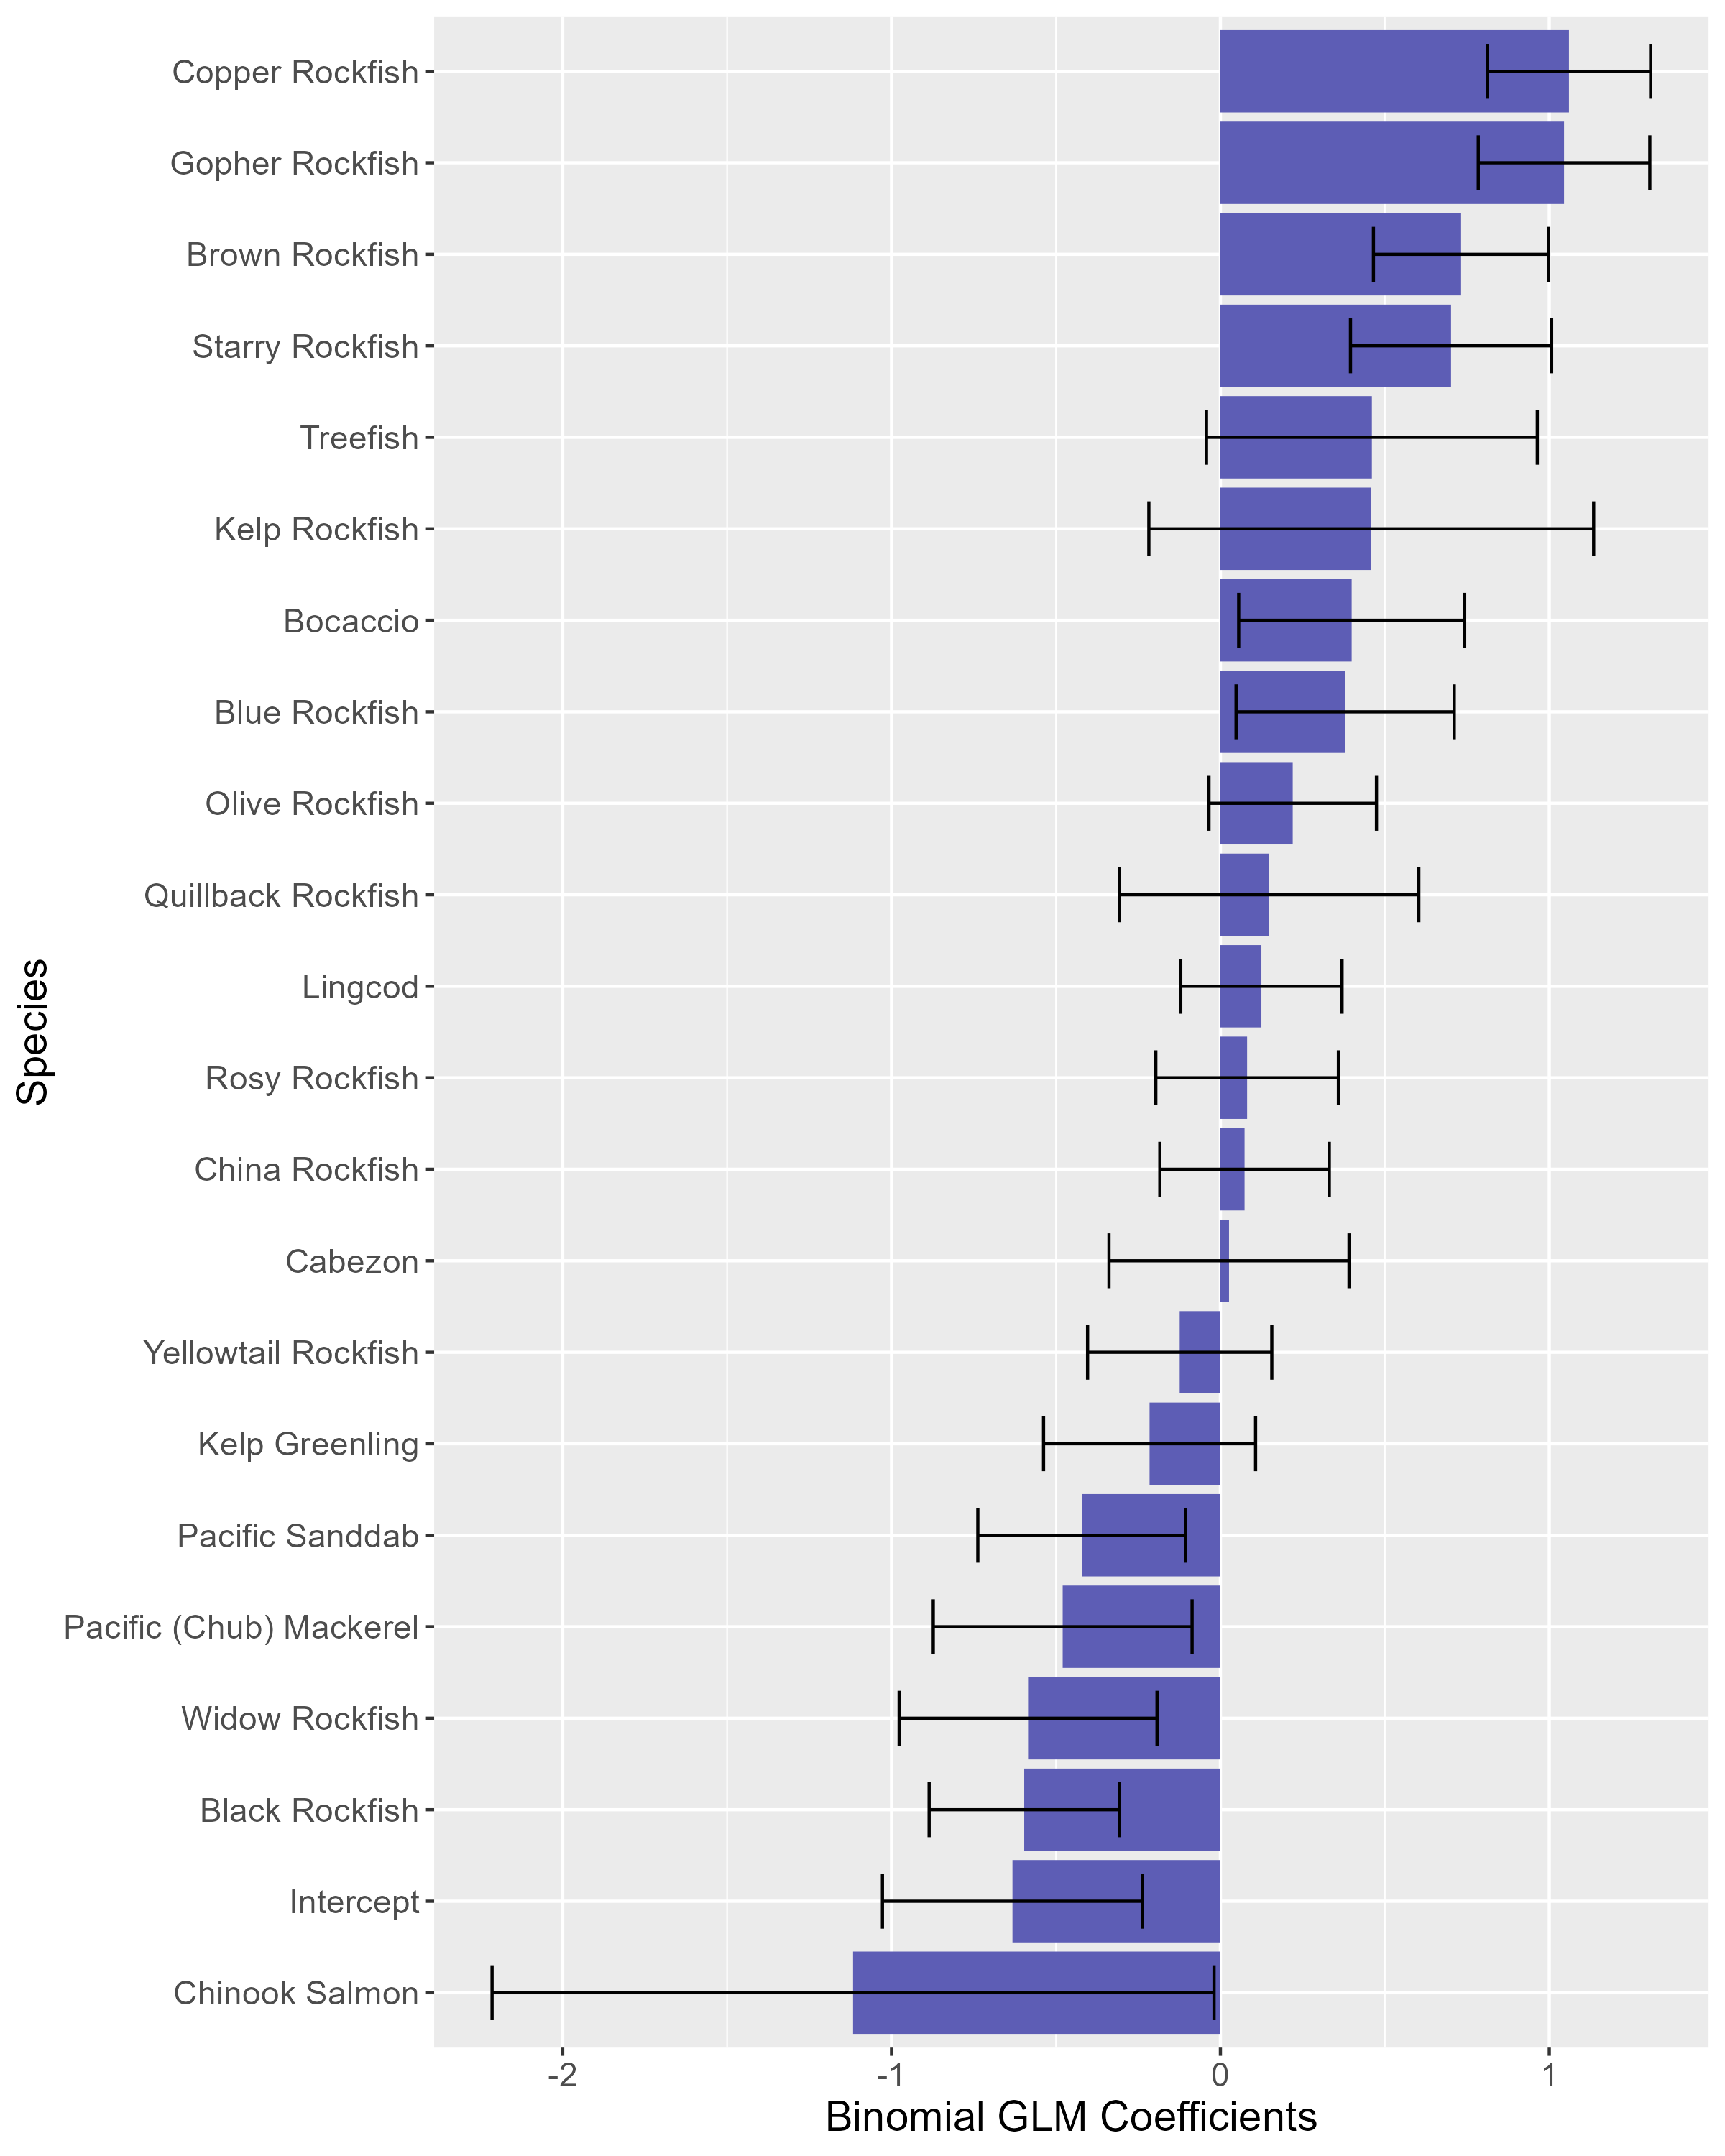 Copper Rockfish
Gopher Rockfish
Brown Rockfish
Starry Rockfish
Treefish
Kelp Rockfish
Bocaccio
Blue Rockfish
Olive Rockfish
Quillback Rockfish
Lingcod
Rosy Rockfish
China Rockfish
Cabezon
Yellowtail Rockfish
Kelp Greenling
Pacific Sanddab
Pacific (Chub) Mackerel
Widow Rockfish
Black Rockfish
Intercept
Chinook Salmon
Species
-2 -1 0 1
Binomial GLM Coefficients